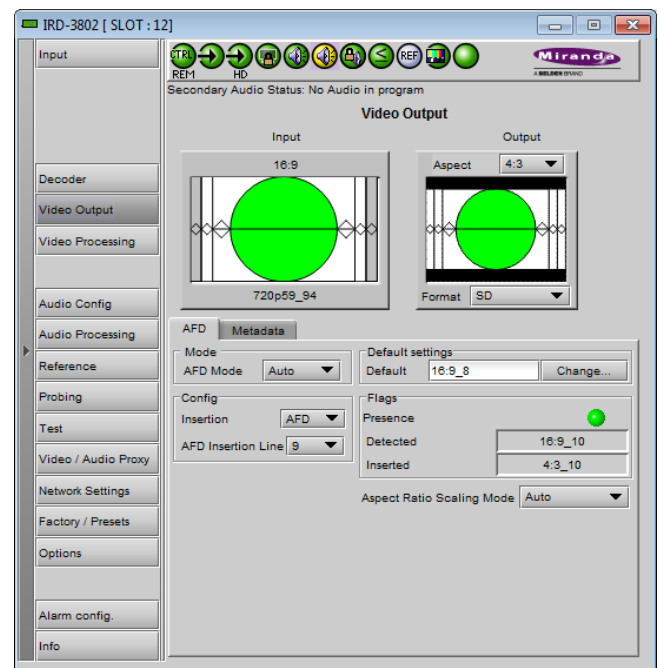 IRD-3802 [ SLOT : 12]
Input
Decoder
Video Output
Video Processing
Audio Config
Audio Processing
Reference
Probing
Test
Video / Audio Proxy
Network Settings
Factory / Presets
Options
Alarm config.
Info
CTRL
REF
REM
HD
Miranda
A BELDEN BRAND
Secondary Audio Status: No Audio in program
Video Output
Input
Output
16:9
Aspect 4:3
720p59_94
Format SD
AFD Metadata
Mode
AFD Mode Auto
Default settings
Default 16:9_8 Change...
Config
Insertion AFD
AFD Insertion Line 9
Flags
Presence
Detected 16:9_10
Inserted 4:3_10
Aspect Ratio Scaling Mode Auto